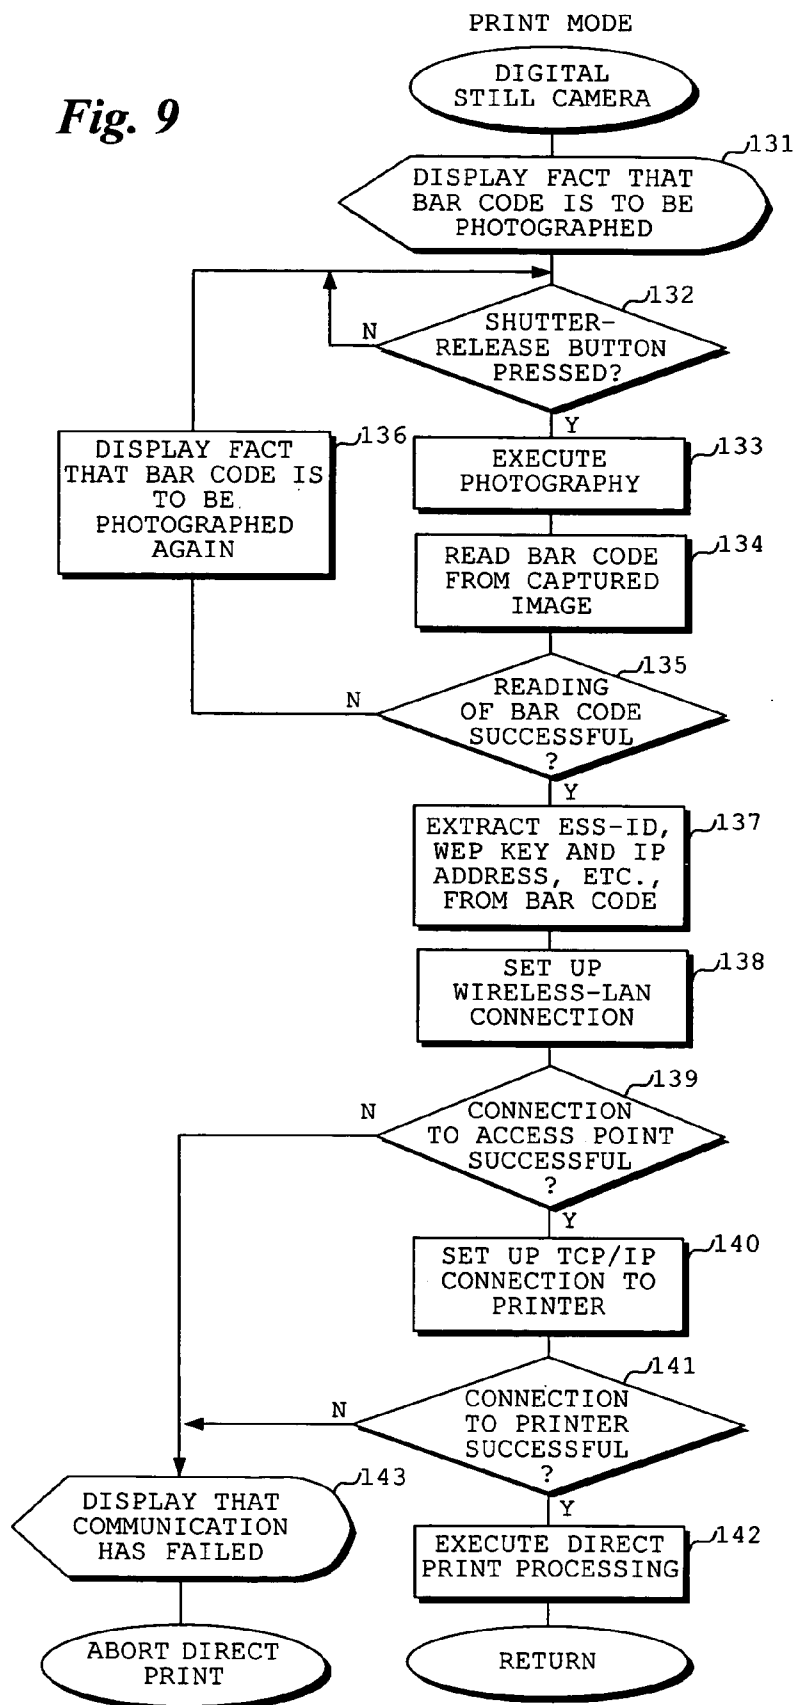 PRINT MODE
Fig. 9
DIGITAL
STILL CAMERA
131
DISPLAY FACT THAT
BAR CODE IS TO BE
PHOTOGRAPHED
132
SHUTTER-
RELEASE BUTTON
PRESSED?
N
Y
136
DISPLAY FACT
THAT BAR CODE IS
TO BE
PHOTOGRAPHED
AGAIN
133
EXECUTE
PHOTOGRAPHY
134
READ BAR CODE
FROM CAPTURED
IMAGE
135
READING
OF BAR CODE
SUCCESSFUL
?
N
Y
137
EXTRACT ESS-ID,
WEP KEY AND IP
ADDRESS, ETC.,
FROM BAR CODE
138
SET UP
WIRELESS-LAN
CONNECTION
139
CONNECTION
TO ACCESS POINT
SUCCESSFUL
?
N
Y
140
SET UP TCP/IP
CONNECTION TO
PRINTER
141
CONNECTION
TO PRINTER
SUCCESSFUL
?
N
Y
143
DISPLAY THAT
COMMUNICATION
HAS FAILED
142
EXECUTE DIRECT
PRINT PROCESSING
ABORT DIRECT
PRINT
RETURN